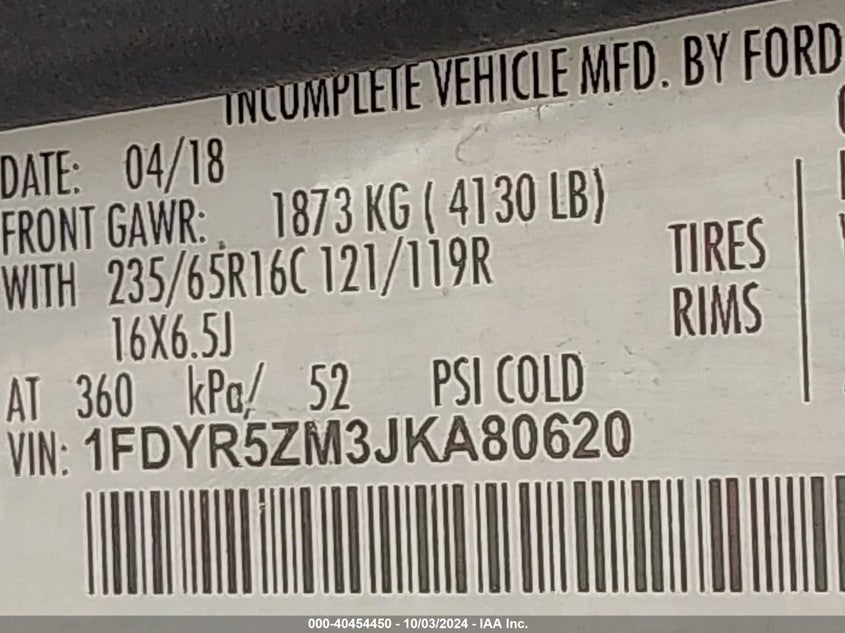 INCOMPLETE VEHICLE MFD. BY FORD
DATE: 04/18
FRONT GAWR: 1873 KG ( 4130 LB)
WITH 235/65R16C 121/119R TIRES
16X6.5J RIMS
AT 360 kPa/ 52 PSI COLD
VIN: 1FDYR5ZM3JKA80620
000-40454450 - 10/03/2024 - IAA Inc.